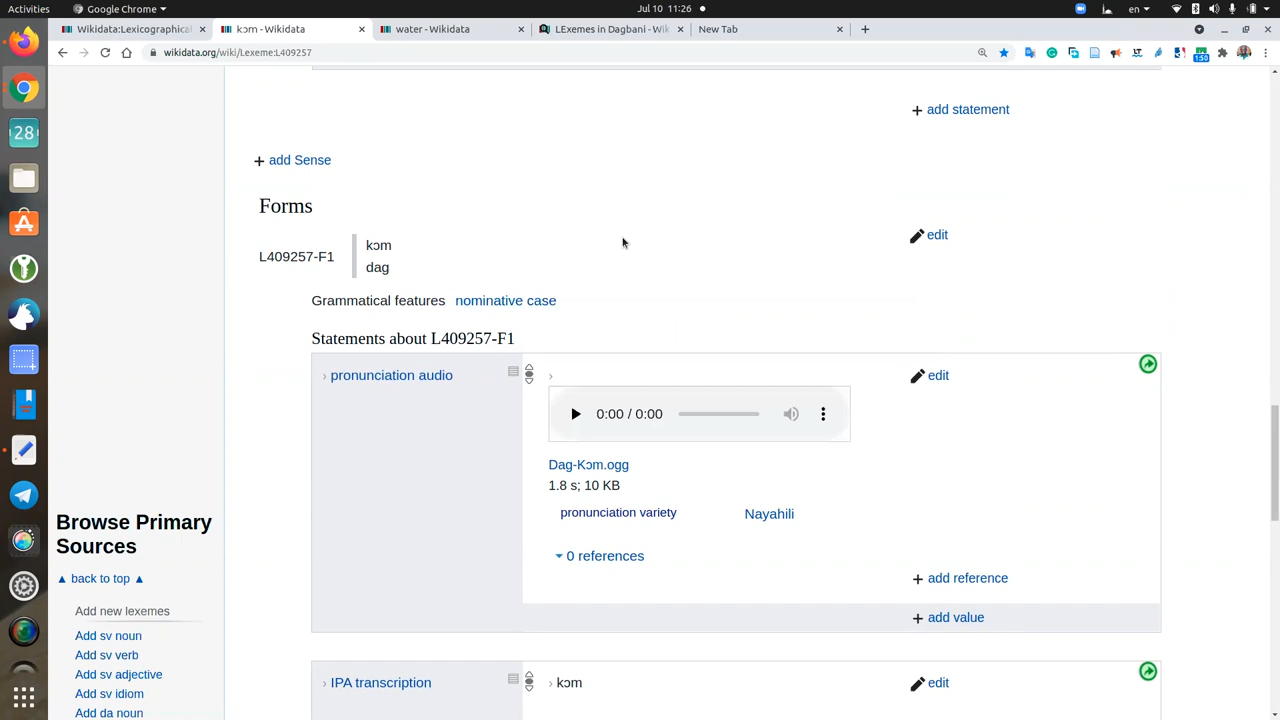 Activities
Google Chrome
Jul 10 11:26
en
Wikidata:Lexicographical
kɔm - Wikidata
water - Wikidata
LExemes in Dagbani - Wik
New Tab
wikidata.org/wiki/Lexeme:L409257
1:50
28
+ add statement
+ add Sense
Forms
L409257-F1
kɔm
dag
edit
Grammatical features nominative case
Statements about L409257-F1
pronunciation audio
edit
0:00 / 0:00
Dag-Kɔm.ogg
1.8 s; 10 KB
pronunciation variety Nayahili
0 references
+ add reference
+ add value
IPA transcription
kɔm
edit
Browse Primary
Sources
▲ back to top ▲
Add new lexemes
Add sv noun
Add sv verb
Add sv adjective
Add sv idiom
Add da noun